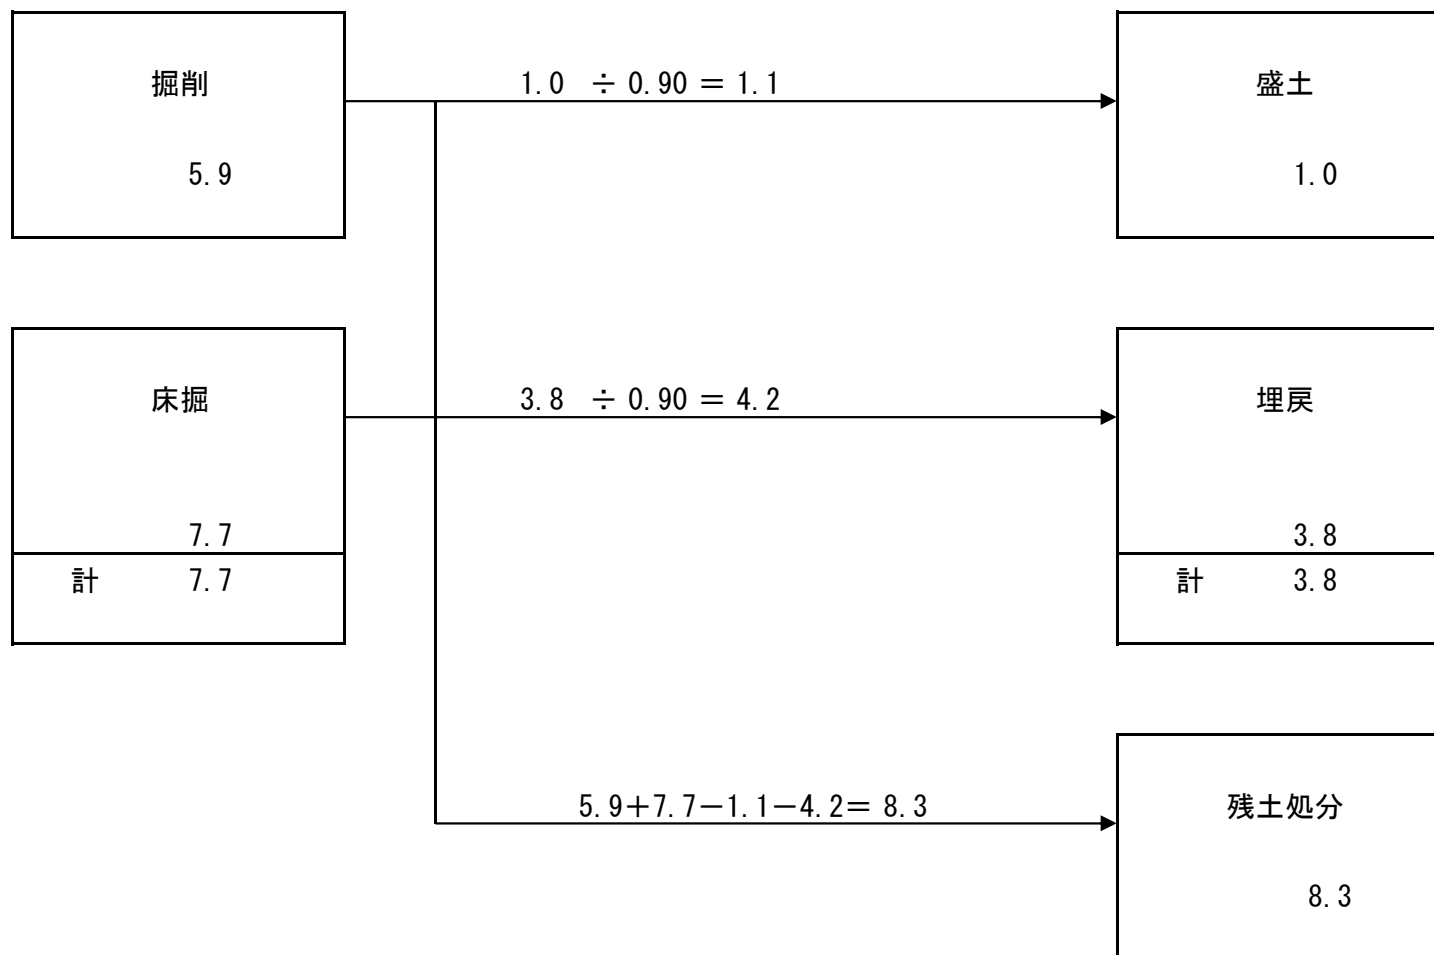 掘削
1.0 ÷ 0.90 = 1.1
盛土
5.9
1.0
床掘
3.8 ÷ 0.90 = 4.2
埋戻
7.7
3.8
計 7.7
計 3.8
5.9+7.7-1.1-4.2= 8.3
残土処分
8.3